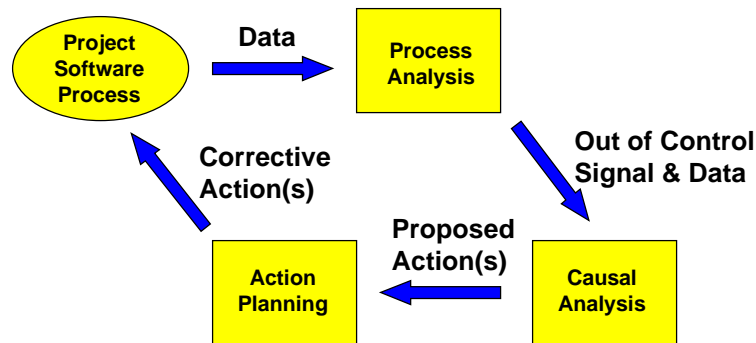 Project
Software
Process
Data
Process
Analysis
Out of Control
Signal & Data
Causal
Analysis
Proposed
Action(s)
Action
Planning
Corrective
Action(s)